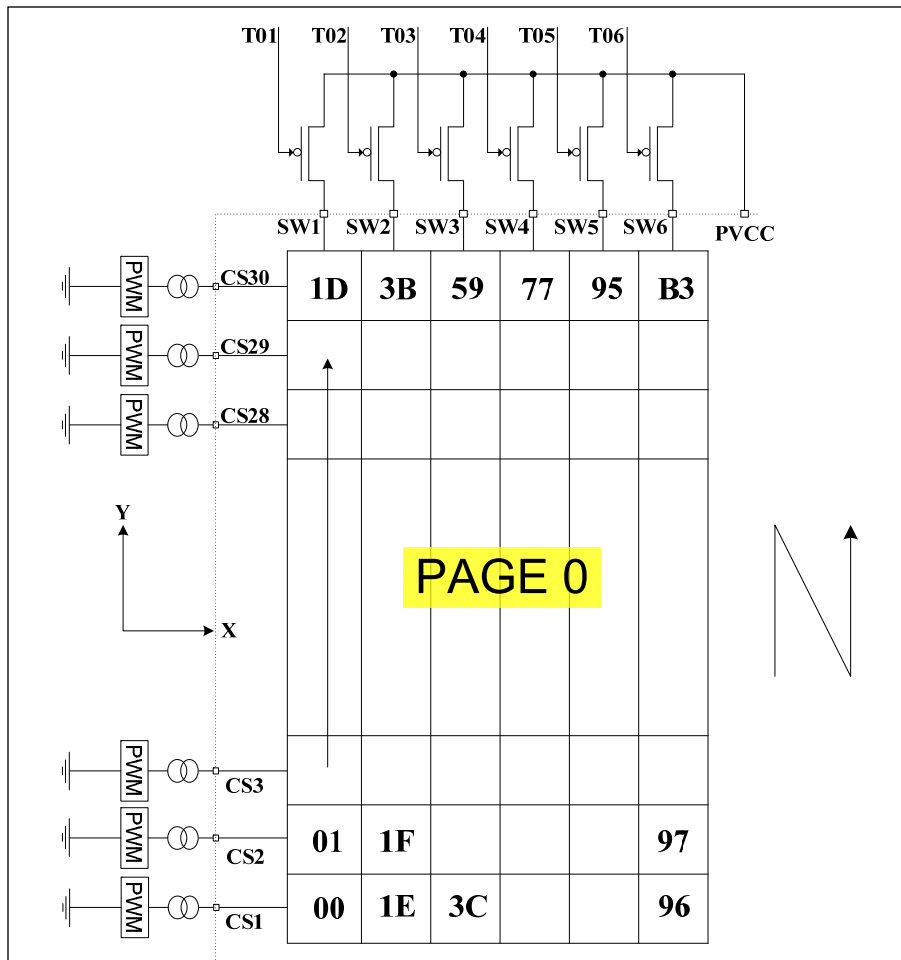 T01 T02 T03 T04 T05 T06
SW1 SW2 SW3 SW4 SW5 SW6 PVCC
PWM CS30 1D 3B 59 77 95 B3
PWM CS29
PWM CS28
Y
PAGE 0
X
PWM CS3
PWM CS2 01 1F 97
PWM CS1 00 1E 3C 96